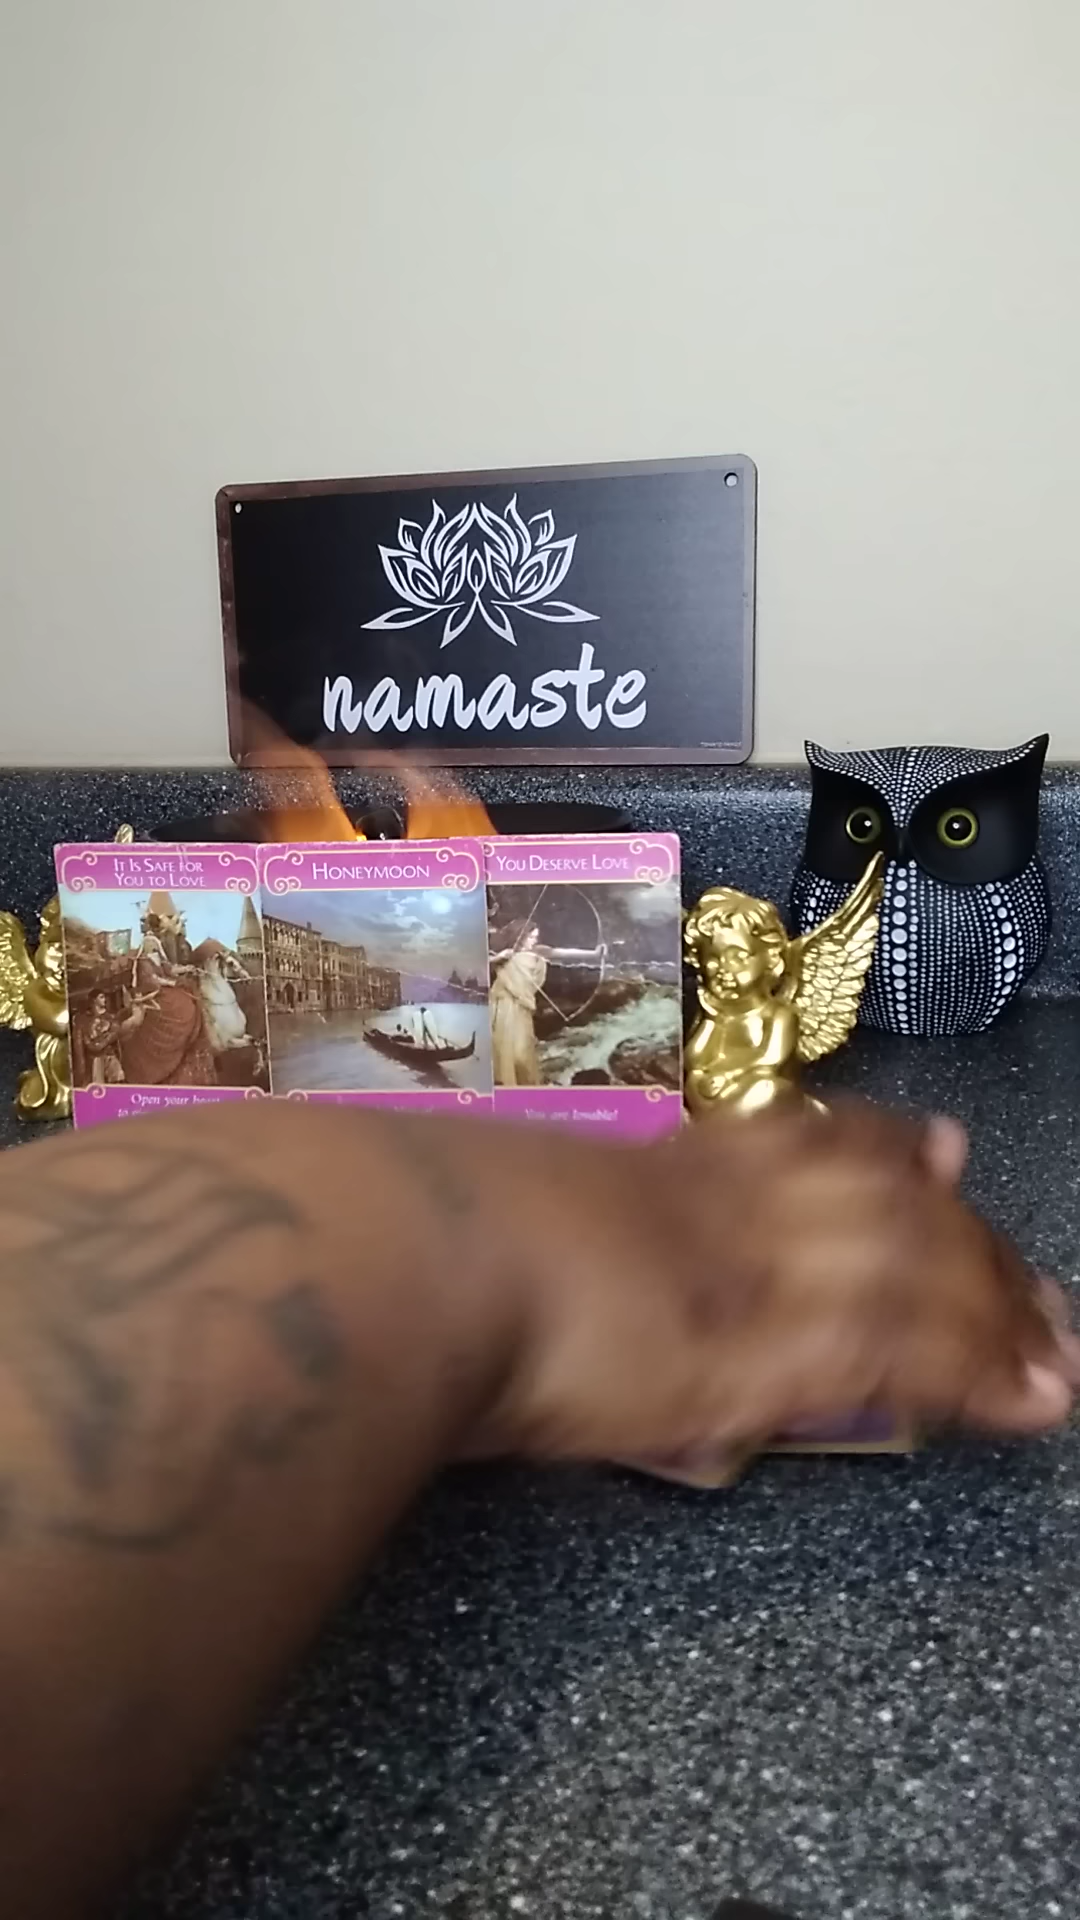 namaste
IT IS SAFE FOR
YOU TO LOVE
HONEYMOON
YOU DESERVE LOVE
Open your heart
You are lovable!